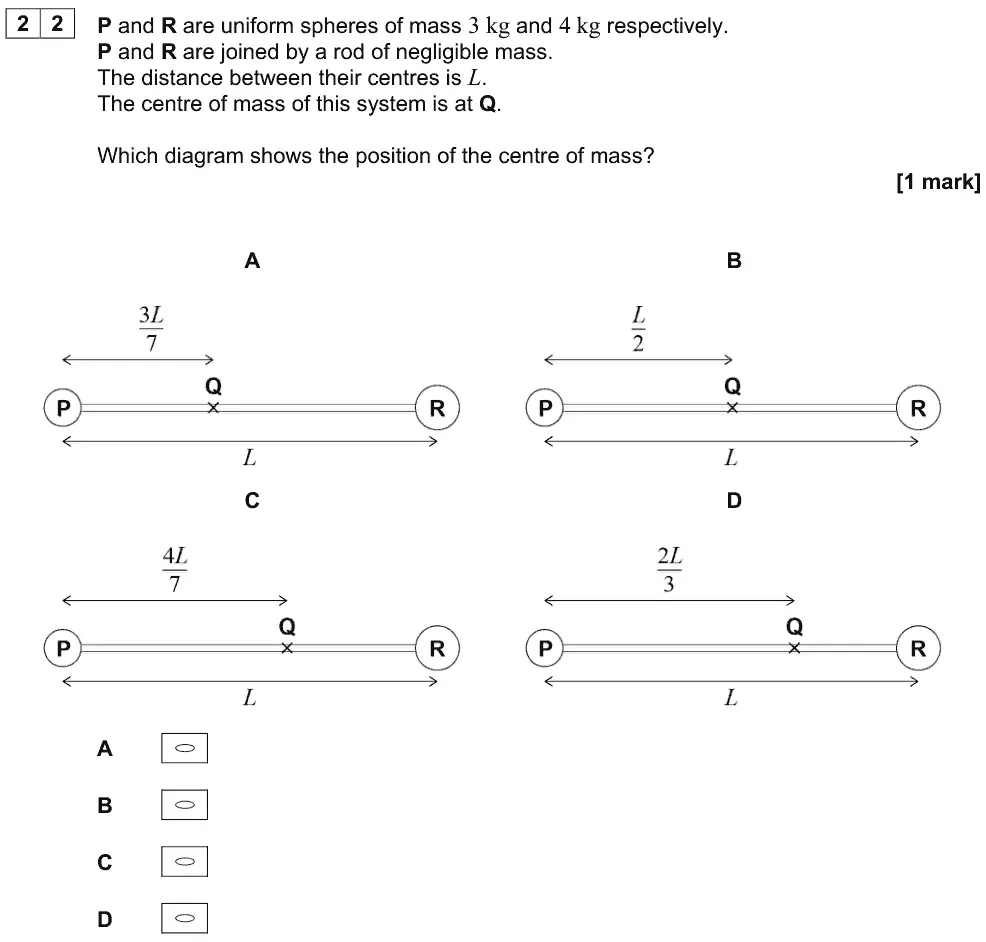 2 2
P and R are uniform spheres of mass 3 kg and 4 kg respectively.
P and R are joined by a rod of negligible mass.
The distance between their centres is L.
The centre of mass of this system is at Q.
Which diagram shows the position of the centre of mass?
[1 mark]
A
3L
7
Q
P R
L
B
L
2
Q
P R
L
C
4L
7
Q
P R
L
D
2L
3
Q
P R
L
A
B
C
D